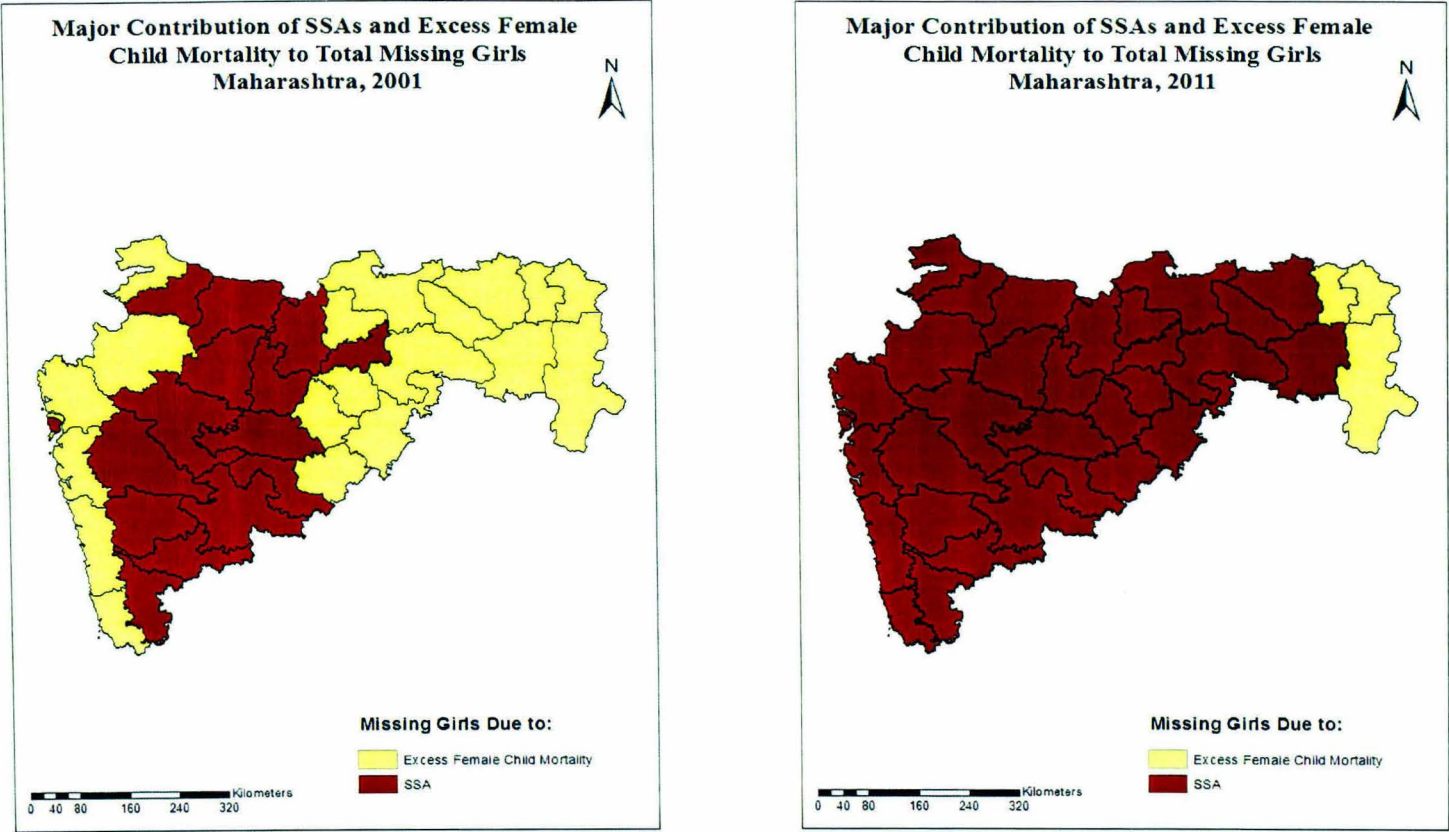 Major Contribution of SSAs and Excess Female
Child Mortality to Total Missing Girls
Maharashtra, 2001
N
Missing Girls Due to:
Excess Female Child Mortality
SSA
Kilometers
0 40 80 160 240 320
Major Contribution of SSAs and Excess Female
Child Mortality to Total Missing Girls
Maharashtra, 2011
N
Missing Girls Due to:
Excess Female Child Mortality
SSA
Kilometers
0 40 80 160 240 320